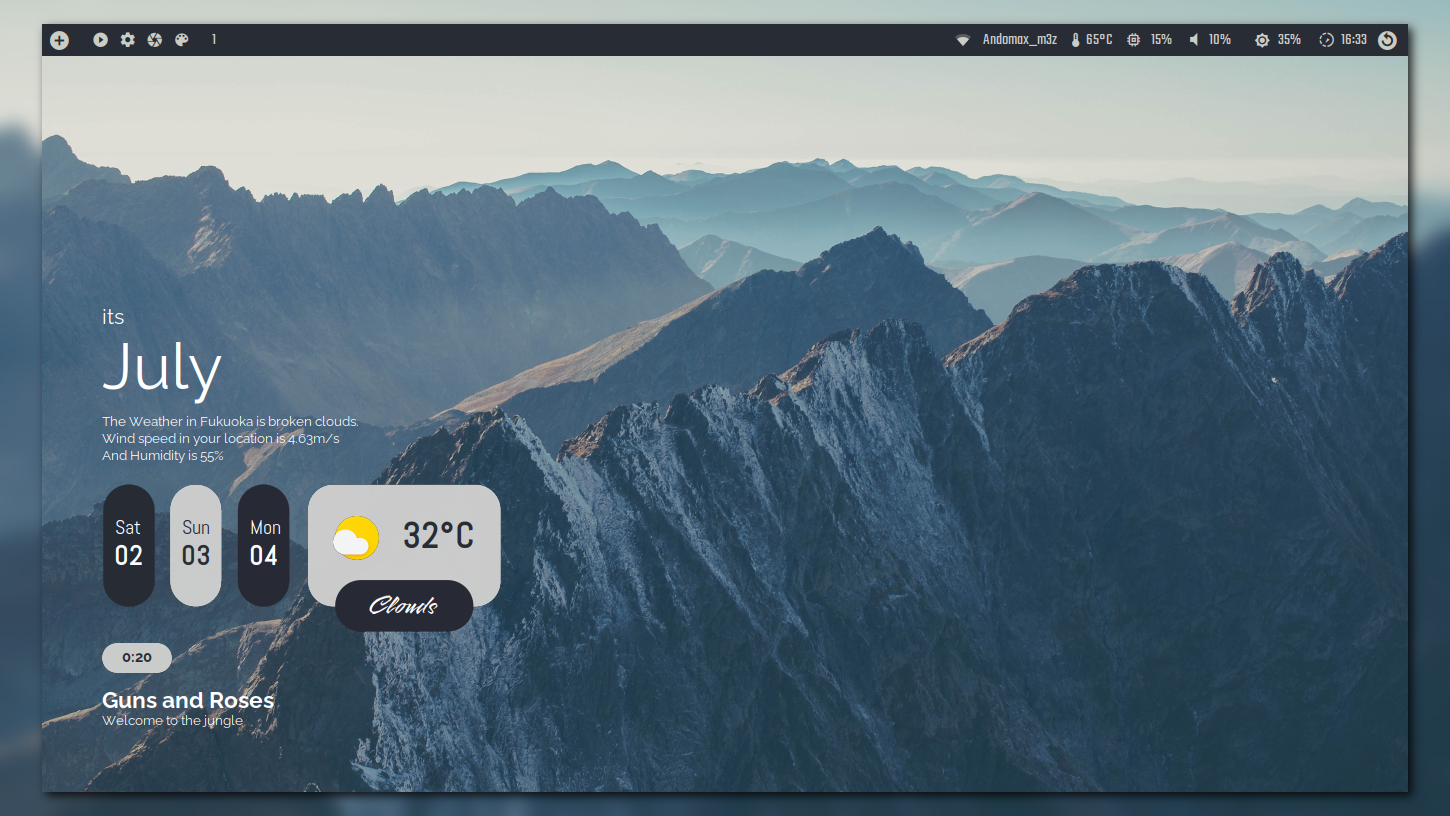 1
Andomax_m3z 65°C 15% 10% 35% 16:33
its
July
The Weather in Fukuoka is broken clouds.
Wind speed in your location is 4.63m/s
And Humidity is 55%
Sat Sun Mon
02 03 04
32°C
Clouds
0:20
Guns and Roses
Welcome to the jungle